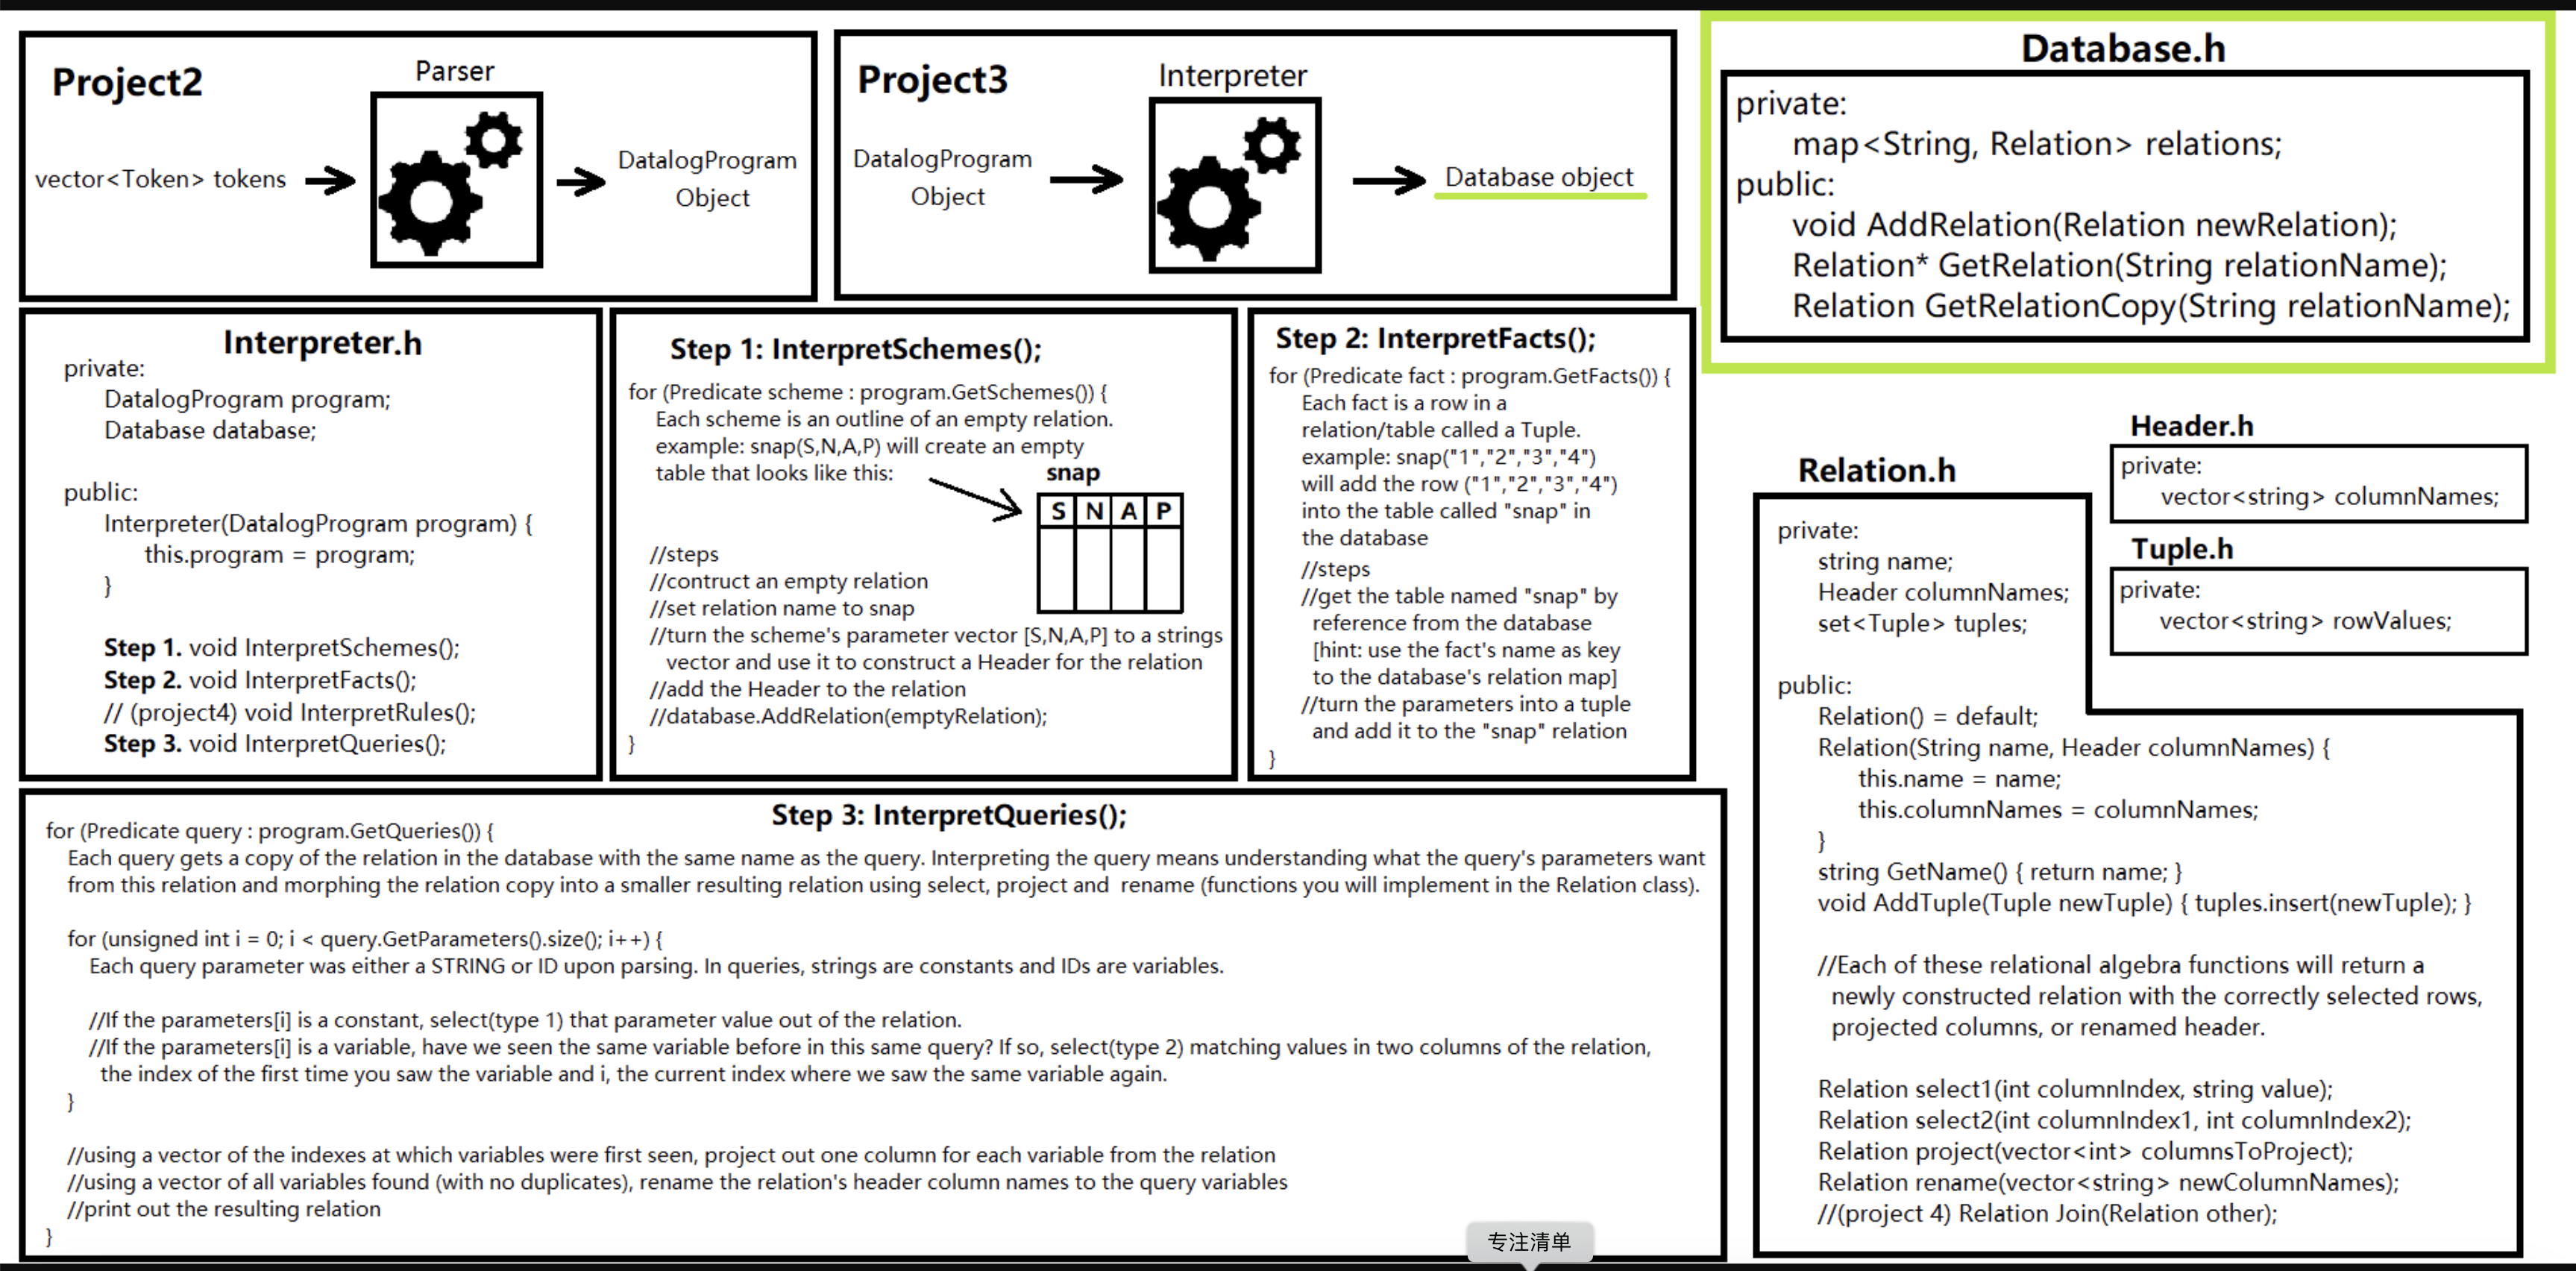 Project2
Parser
vector<Token> tokens
DatalogProgram
Object
Project3
Interpreter
DatalogProgram
Object
Database object
Database.h
private:
map<String, Relation> relations;
public:
void AddRelation(Relation newRelation);
Relation* GetRelation(String relationName);
Relation GetRelationCopy(String relationName);
Interpreter.h
private:
DatalogProgram program;
Database database;
public:
Interpreter(DatalogProgram program) {
this.program = program;
}
Step 1. void InterpretSchemes();
Step 2. void InterpretFacts();
// (project4) void InterpretRules();
Step 3. void InterpretQueries();
Step 1: InterpretSchemes();
for (Predicate scheme : program.GetSchemes()) {
Each scheme is an outline of an empty relation.
example: snap(S,N,A,P) will create an empty
table that looks like this:
snap
S N A P
//steps
//contruct an empty relation
//set relation name to snap
//turn the scheme's parameter vector [S,N,A,P] to a strings
vector and use it to construct a Header for the relation
//add the Header to the relation
//database.AddRelation(emptyRelation);
}
Step 2: InterpretFacts();
for (Predicate fact : program.GetFacts()) {
Each fact is a row in a
relation/table called a Tuple.
example: snap("1","2","3","4")
will add the row ("1","2","3","4")
into the table called "snap" in
the database
//steps
//get the table named "snap" by
reference from the database
[hint: use the fact's name as key
to the database's relation map]
//turn the parameters into a tuple
and add it to the "snap" relation
}
Step 3: InterpretQueries();
for (Predicate query : program.GetQueries()) {
Each query gets a copy of the relation in the database with the same name as the query. Interpreting the query means understanding what the query's parameters want
from this relation and morphing the relation copy into a smaller resulting relation using select, project and rename (functions you will implement in the Relation class).
for (unsigned int i = 0; i < query.GetParameters().size(); i++) {
Each query parameter was either a STRING or ID upon parsing. In queries, strings are constants and IDs are variables.
//If the parameters[i] is a constant, select(type 1) that parameter value out of the relation.
//If the parameters[i] is a variable, have we seen the same variable before in this same query? If so, select(type 2) matching values in two columns of the relation,
the index of the first time you saw the variable and i, the current index where we saw the same variable again.
}
//using a vector of the indexes at which variables were first seen, project out one column for each variable from the relation
//using a vector of all variables found (with no duplicates), rename the relation's header column names to the query variables
//print out the resulting relation
}
Header.h
private:
vector<string> columnNames;
Tuple.h
private:
vector<string> rowValues;
Relation.h
private:
string name;
Header columnNames;
set<Tuple> tuples;
public:
Relation() = default;
Relation(String name, Header columnNames) {
this.name = name;
this.columnNames = columnNames;
}
string GetName() { return name; }
void AddTuple(Tuple newTuple) { tuples.insert(newTuple); }
//Each of these relational algebra functions will return a
newly constructed relation with the correctly selected rows,
projected columns, or renamed header.
Relation select1(int columnIndex, string value);
Relation select2(int columnIndex1, int columnIndex2);
Relation project(vector<int> columnsToProject);
Relation rename(vector<string> newColumnNames);
//(project 4) Relation Join(Relation other);
专注清单